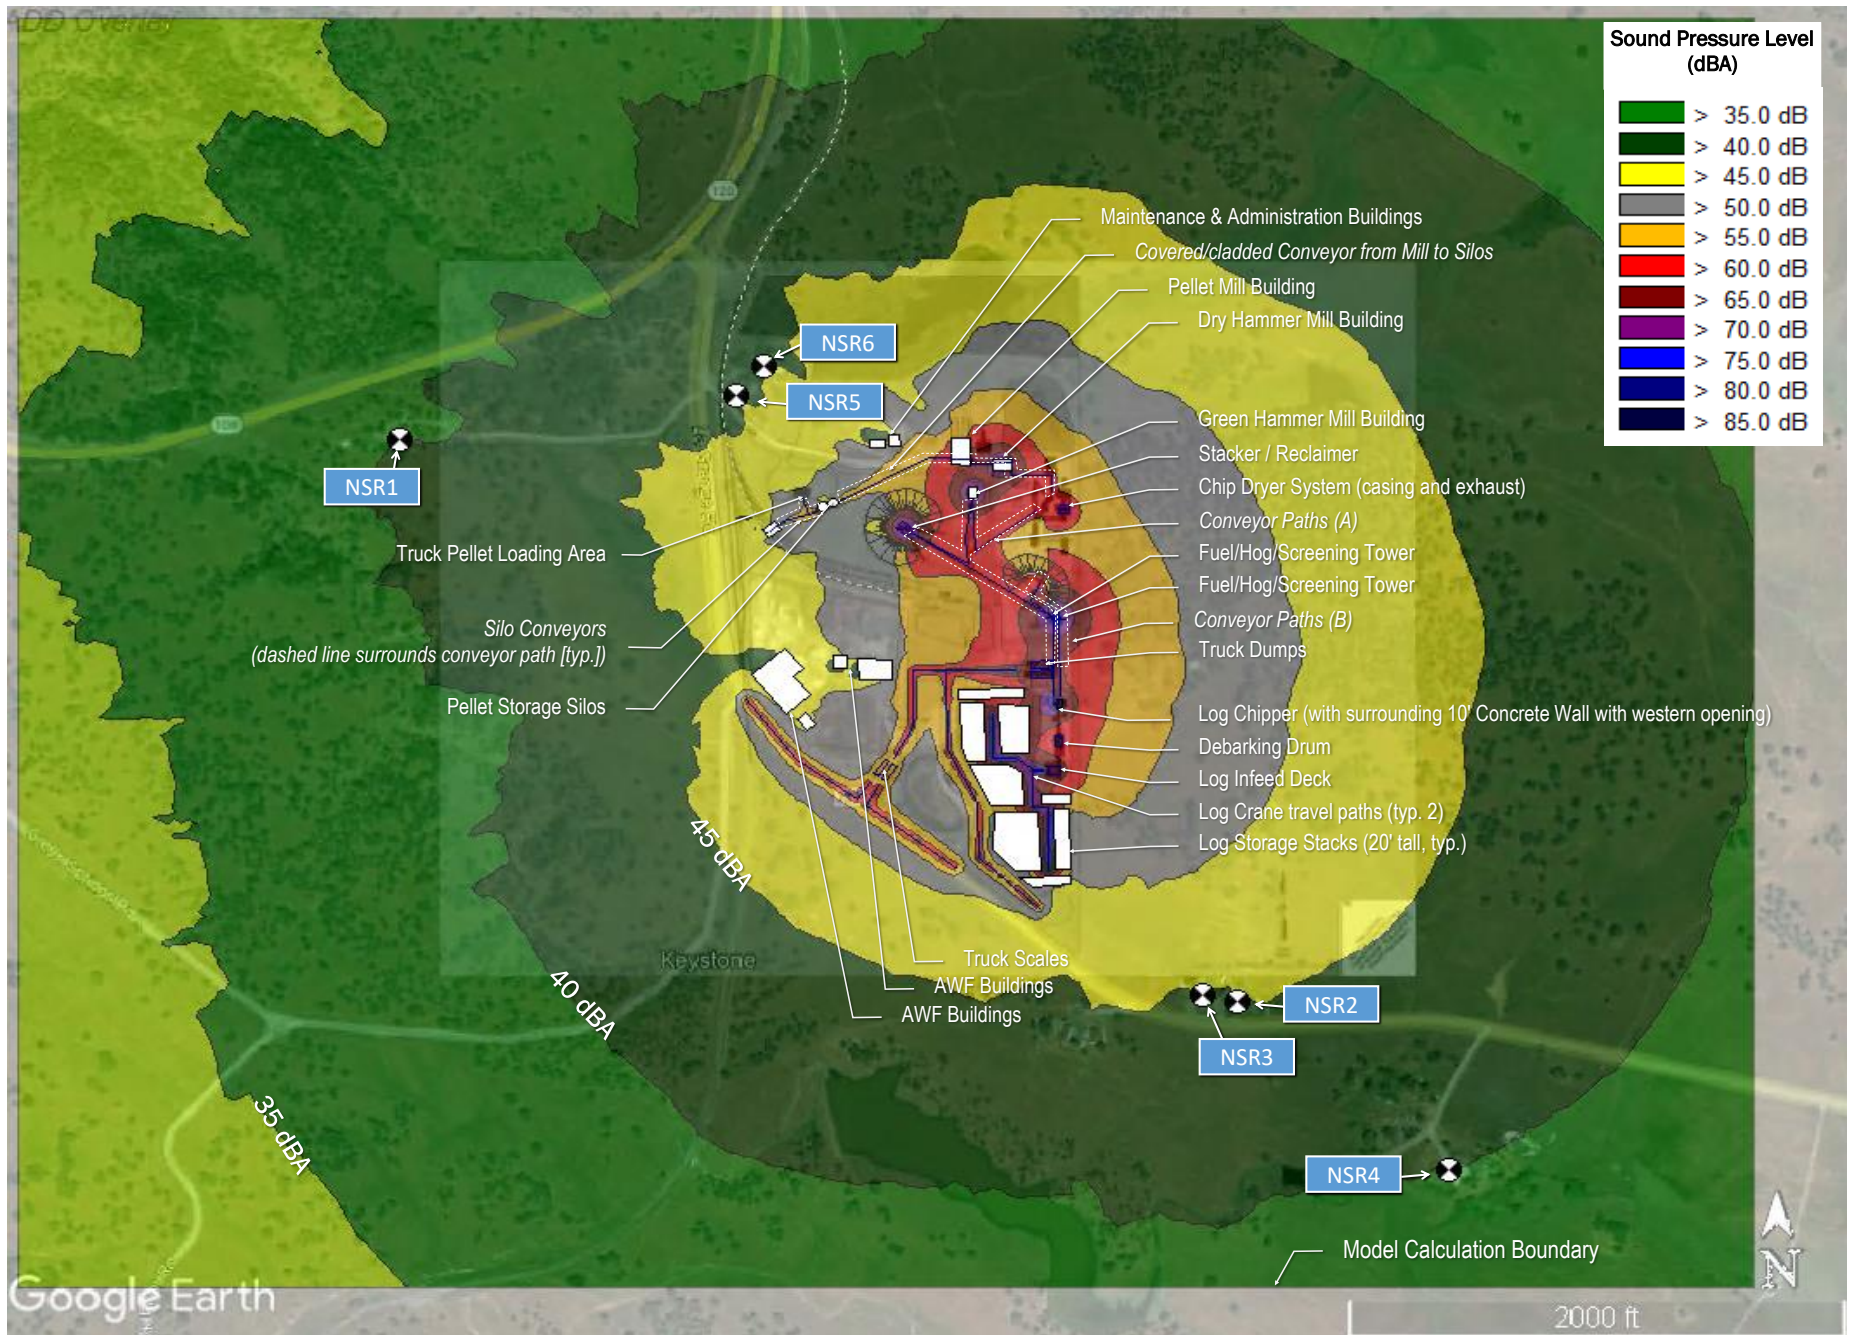 Sound Pressure Level
(dBA)
> 35.0 dB
> 40.0 dB
> 45.0 dB
> 50.0 dB
> 55.0 dB
> 60.0 dB
> 65.0 dB
> 70.0 dB
> 75.0 dB
> 80.0 dB
> 85.0 dB
120
Maintenance & Administration Buildings
Covered/cladded Conveyor from Mill to Silos
Pellet Mill Building
Dry Hammer Mill Building
NSR6
NSR5
108
NSR1
Green Hammer Mill Building
Stacker / Reclaimer
Chip Dryer System (casing and exhaust)
Conveyor Paths (A)
Fuel/Hog/Screening Tower
Fuel/Hog/Screening Tower
Conveyor Paths (B)
Truck Dumps
Truck Pellet Loading Area
Silo Conveyors
(dashed line surrounds conveyor path [typ.])
Pellet Storage Silos
Log Chipper (with surrounding 10' Concrete Wall with western opening)
Debarking Drum
Log Infeed Deck
Log Crane travel paths (typ. 2)
Log Storage Stacks (20' tall, typ.)
45 dBA
Keystone
Truck Scales
AWF Buildings
AWF Buildings
40 dBA
NSR2
NSR3
35 dBA
NSR4
Model Calculation Boundary
N
Google Earth
2000 ft